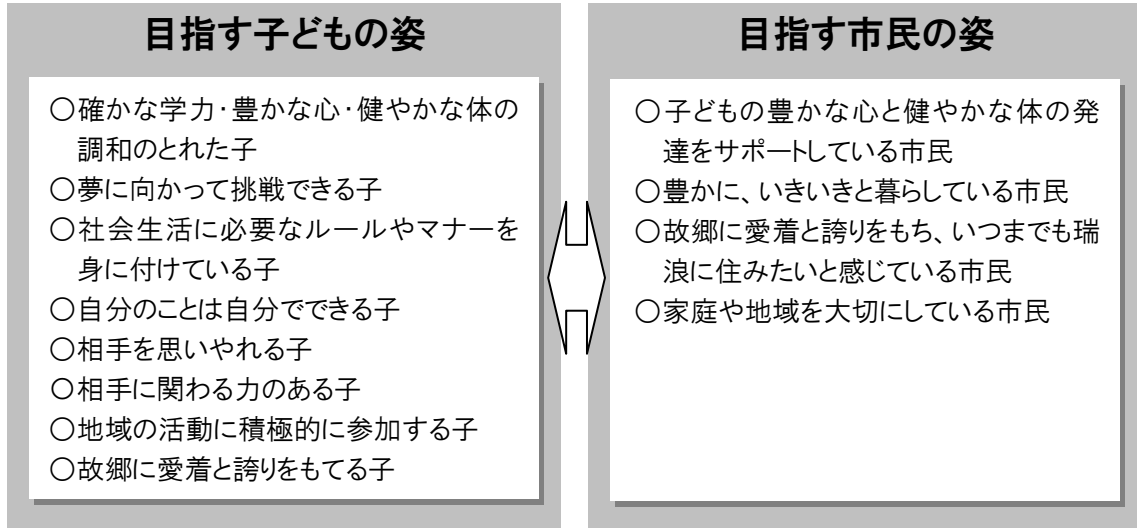 目指す子どもの姿
○確かな学力・豊かな心・健やかな体の
調和のとれた子
○夢に向かって挑戦できる子
○社会生活に必要なルールやマナーを
身に付けている子
○自分のことは自分でできる子
○相手を思いやれる子
○相手に関わる力のある子
○地域の活動に積極的に参加する子
○故郷に愛着と誇りをもてる子
目指す市民の姿
○子どもの豊かな心と健やかな体の発
達をサポートしている市民
○豊かに、いきいきと暮らしている市民
○故郷に愛着と誇りをもち、いつまでも瑞
浪に住みたいと感じている市民
○家庭や地域を大切にしている市民